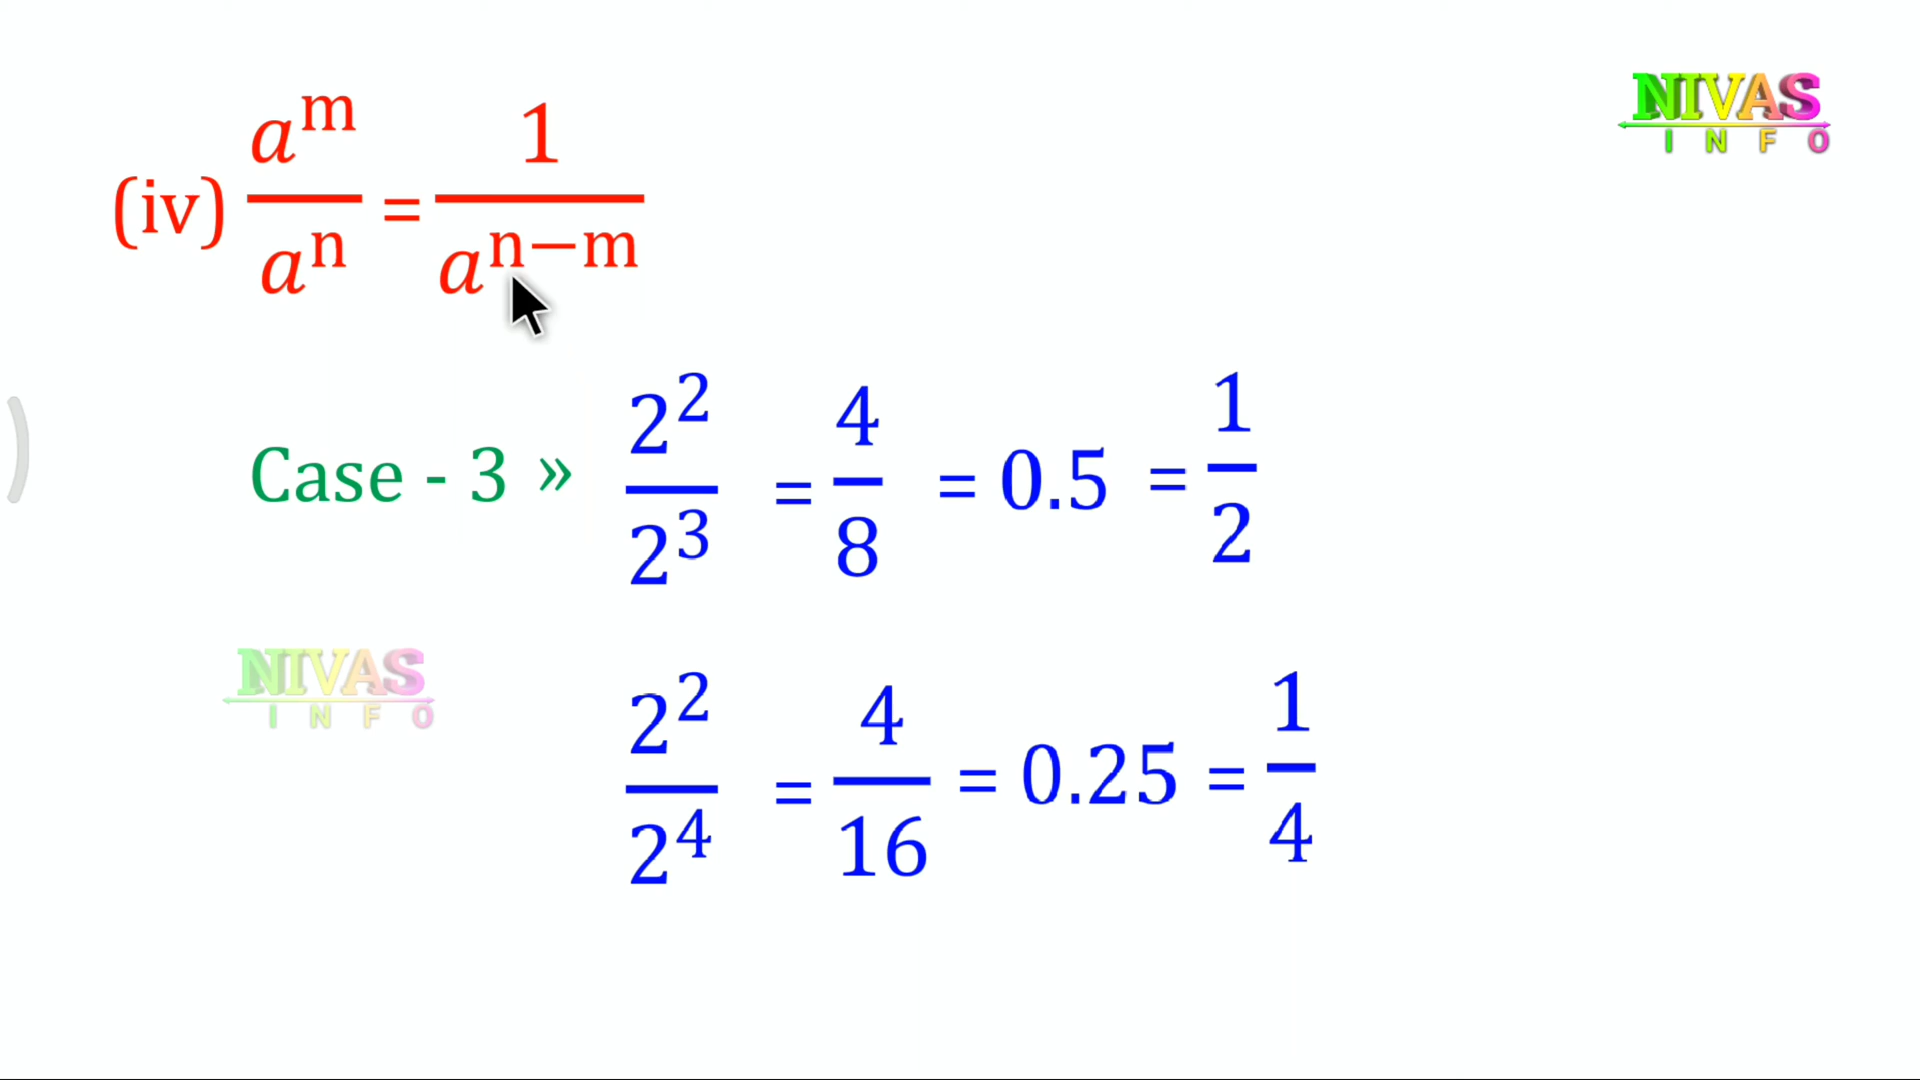 NIVAS
INFO
(iv) a^m/a^n = 1/a^(n−m)
Case - 3 » 2^2/2^3 = 4/8 = 0.5 = 1/2
NIVAS
INFO
2^2/2^4 = 4/16 = 0.25 = 1/4